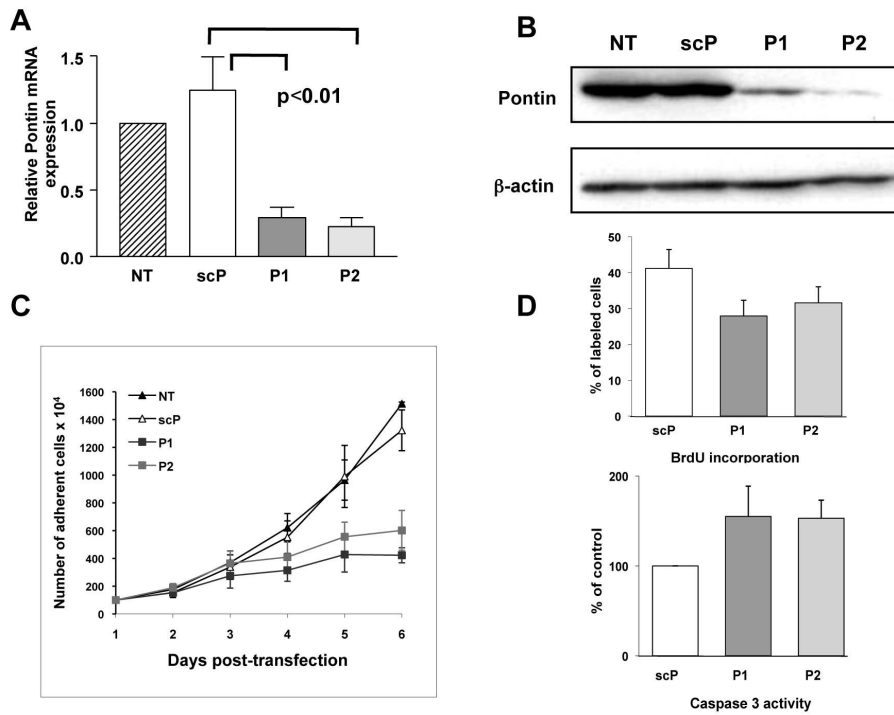 A
Relative Pontin mRNA
expression
1.5
1.0
0.5
0.0
p<0.01
NT scP P1 P2
B
NT scP P1 P2
Pontin
β-actin
C
Number of adherent cells x 10⁴
1600
1400
1200
1000
800
600
400
200
0
NT
scP
P1
P2
1 2 3 4 5 6
Days post-transfection
D
% of labeled cells
50
40
30
20
10
0
scP P1 P2
BrdU incorporation
% of control
200
100
0
scP P1 P2
Caspase 3 activity